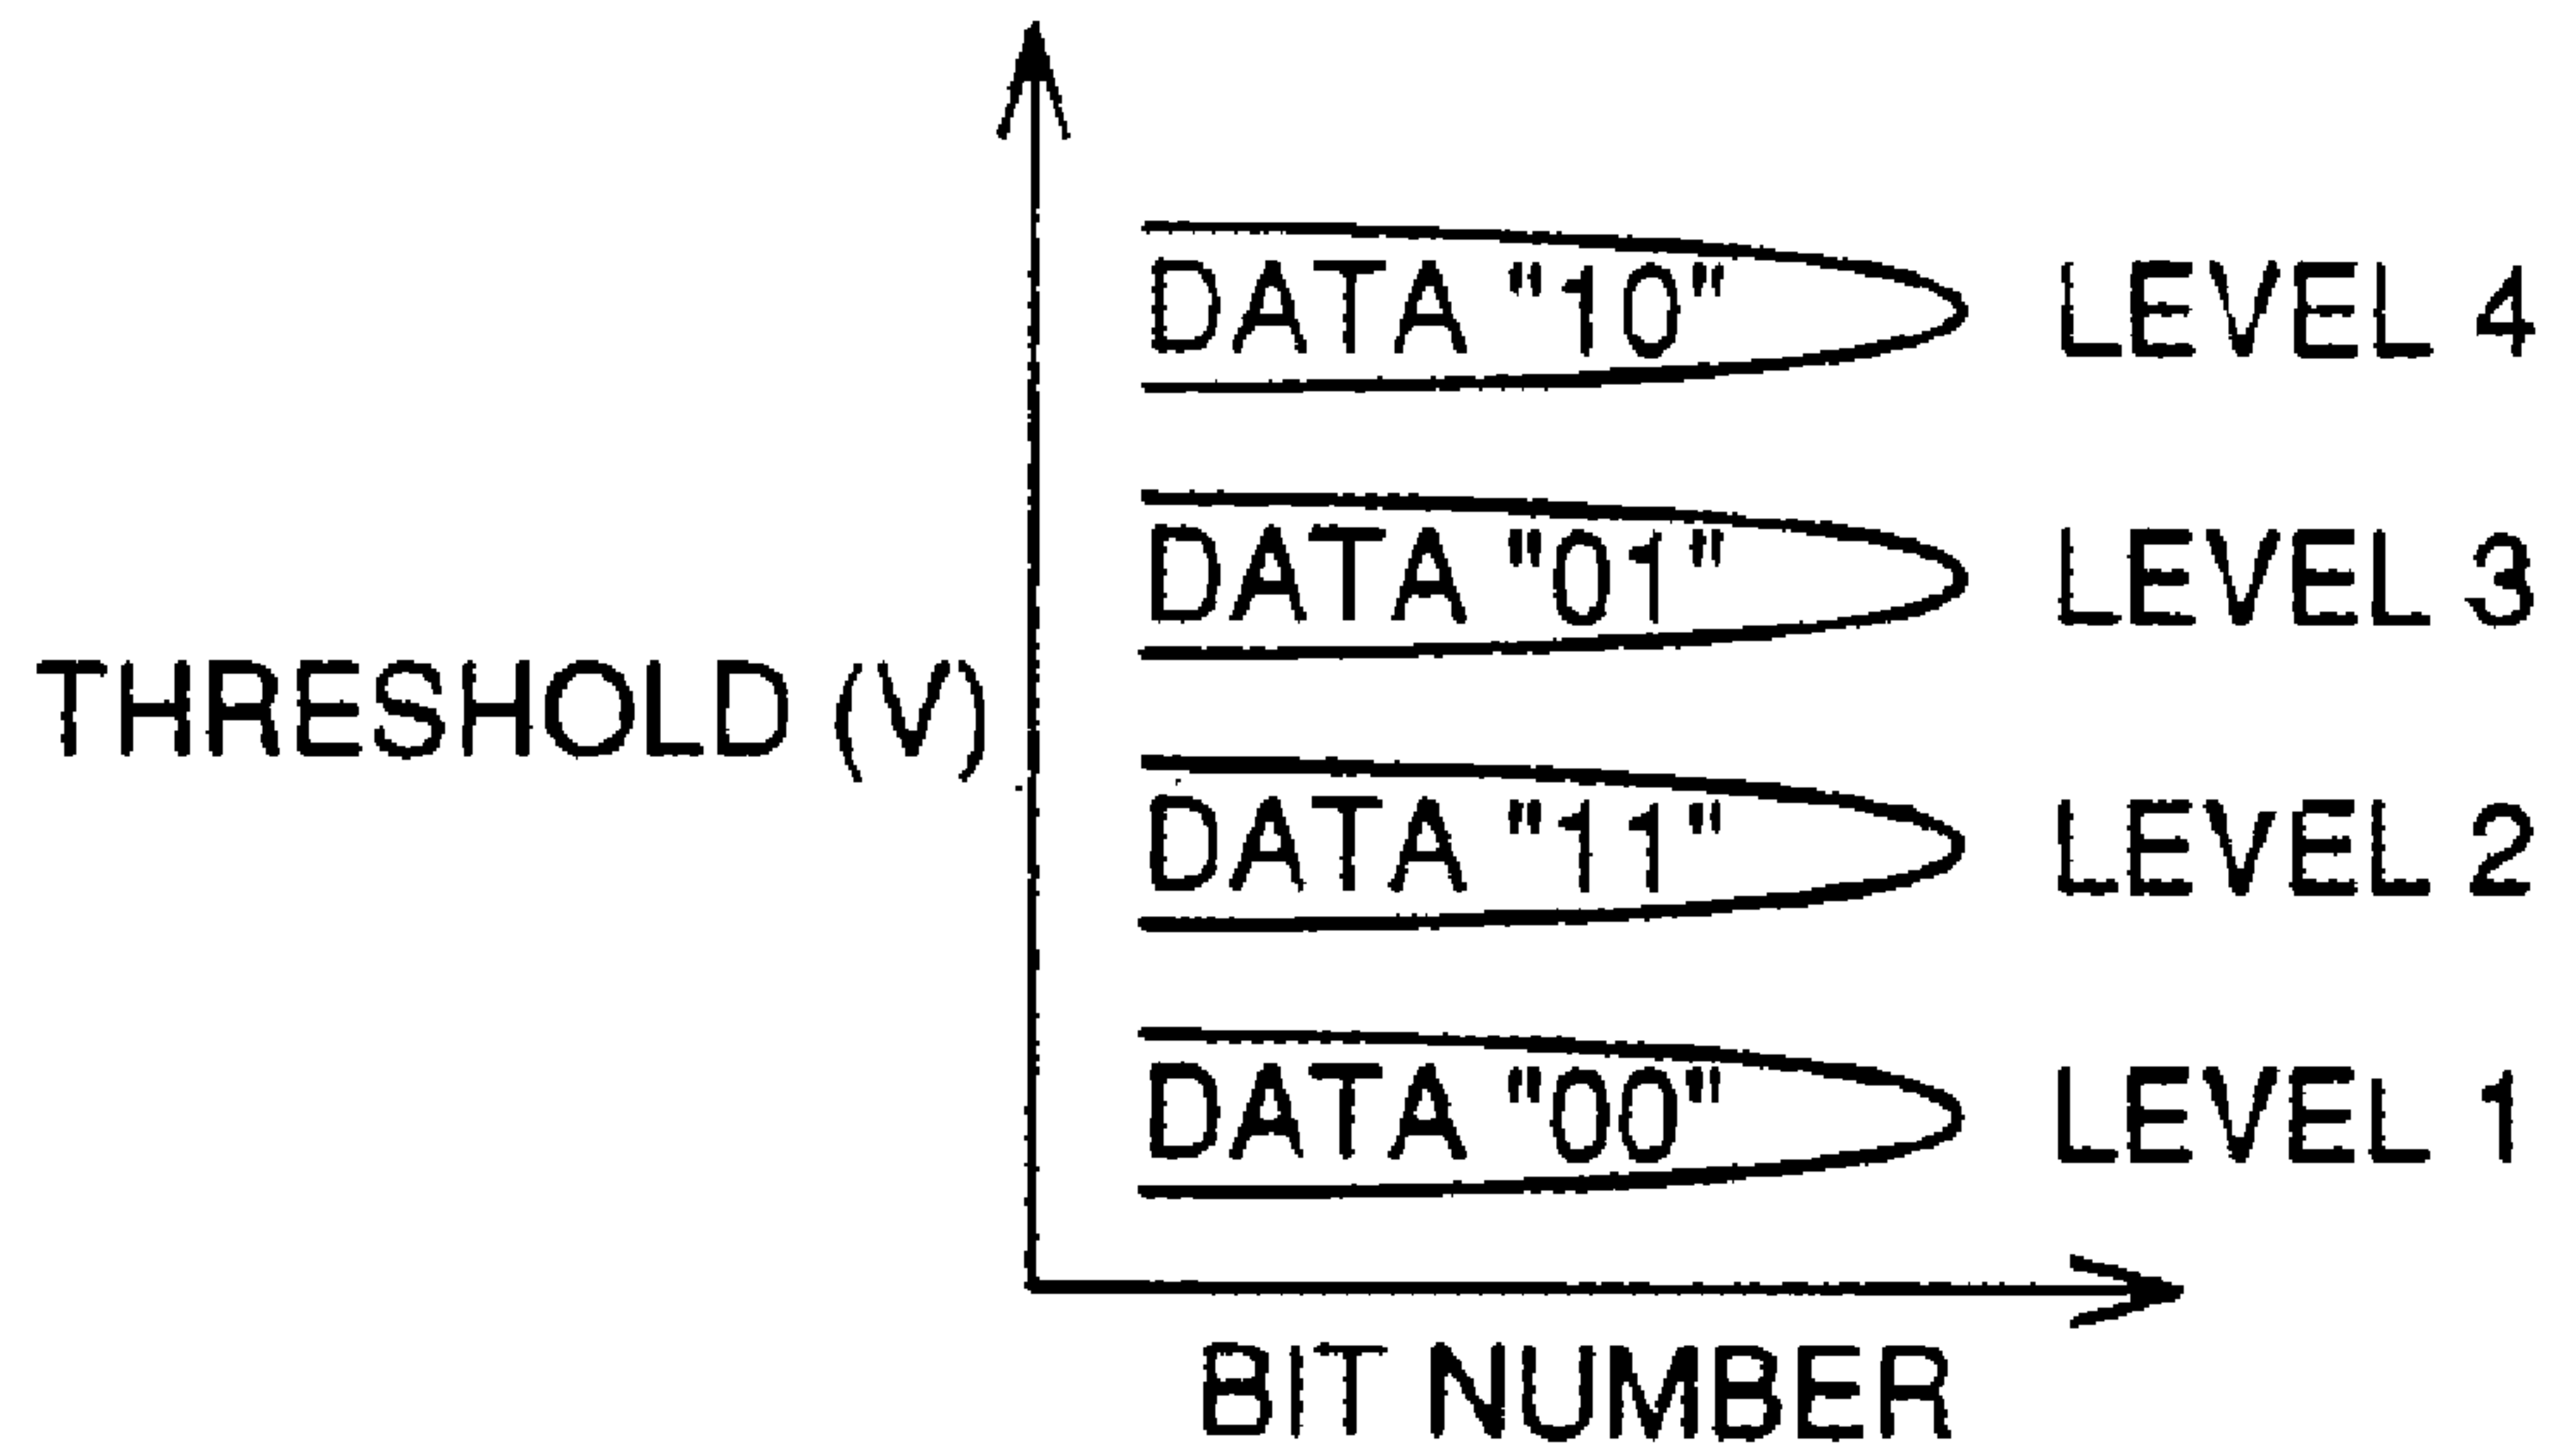 DATA "10" LEVEL 4
DATA "01" LEVEL 3
THRESHOLD (V)
DATA "11" LEVEL 2
DATA "00" LEVEL 1
BIT NUMBER